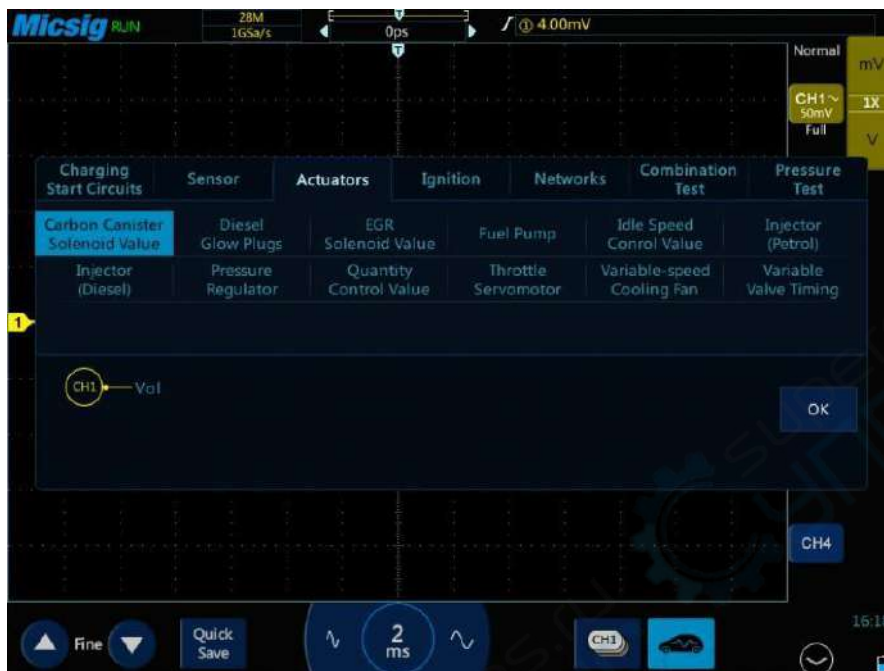 Micsig RUN
28M
1GSa/s
0ps
T
① 4.00mV
Normal
mV
CH1~
50mV
Full
1X
V
Charging
Start Circuits
Sensor
Actuators
Ignition
Networks
Combination
Test
Pressure
Test
Carbon Canister
Solenoid Value
Diesel
Glow Plugs
EGR
Solenoid Value
Fuel Pump
Idle Speed
Conrol Value
Injector
(Petrol)
Injector
(Diesel)
Pressure
Regulator
Quantity
Control Value
Throttle
Servomotor
Variable-speed
Cooling Fan
Variable
Valve Timing
1
CH1
Vol
OK
CH4
Fine
Quick
Save
2
ms
CH1